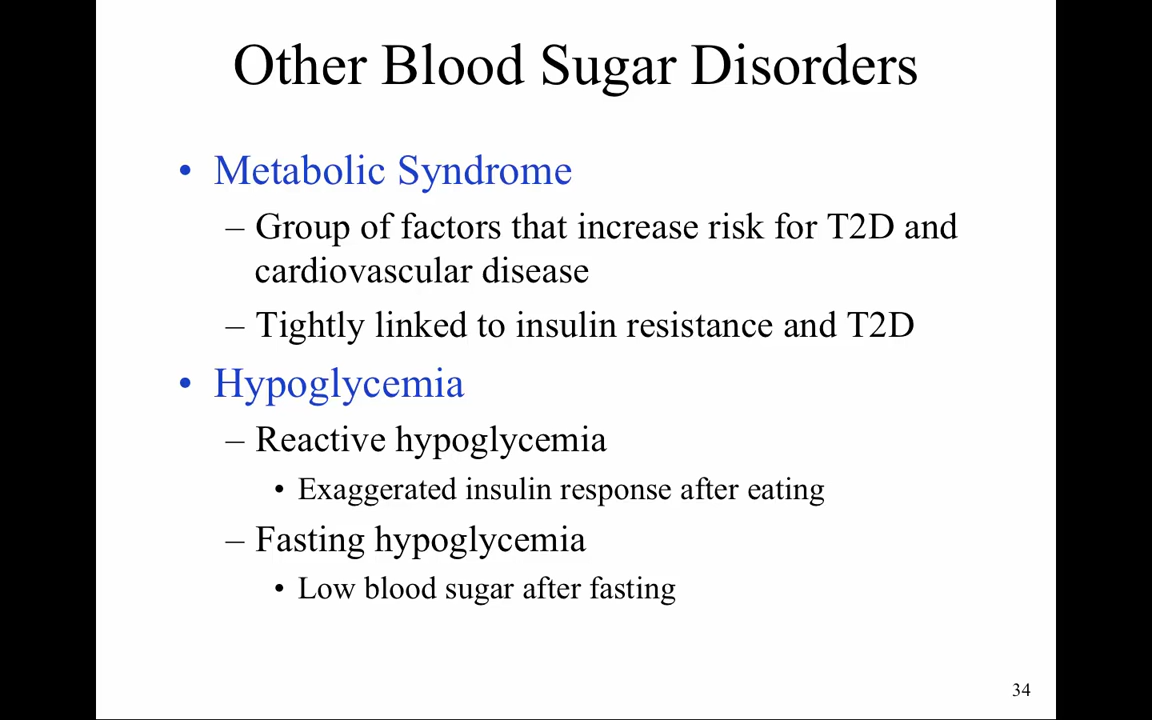 Other Blood Sugar Disorders
• Metabolic Syndrome
– Group of factors that increase risk for T2D and
cardiovascular disease
– Tightly linked to insulin resistance and T2D
• Hypoglycemia
– Reactive hypoglycemia
• Exaggerated insulin response after eating
– Fasting hypoglycemia
• Low blood sugar after fasting
34